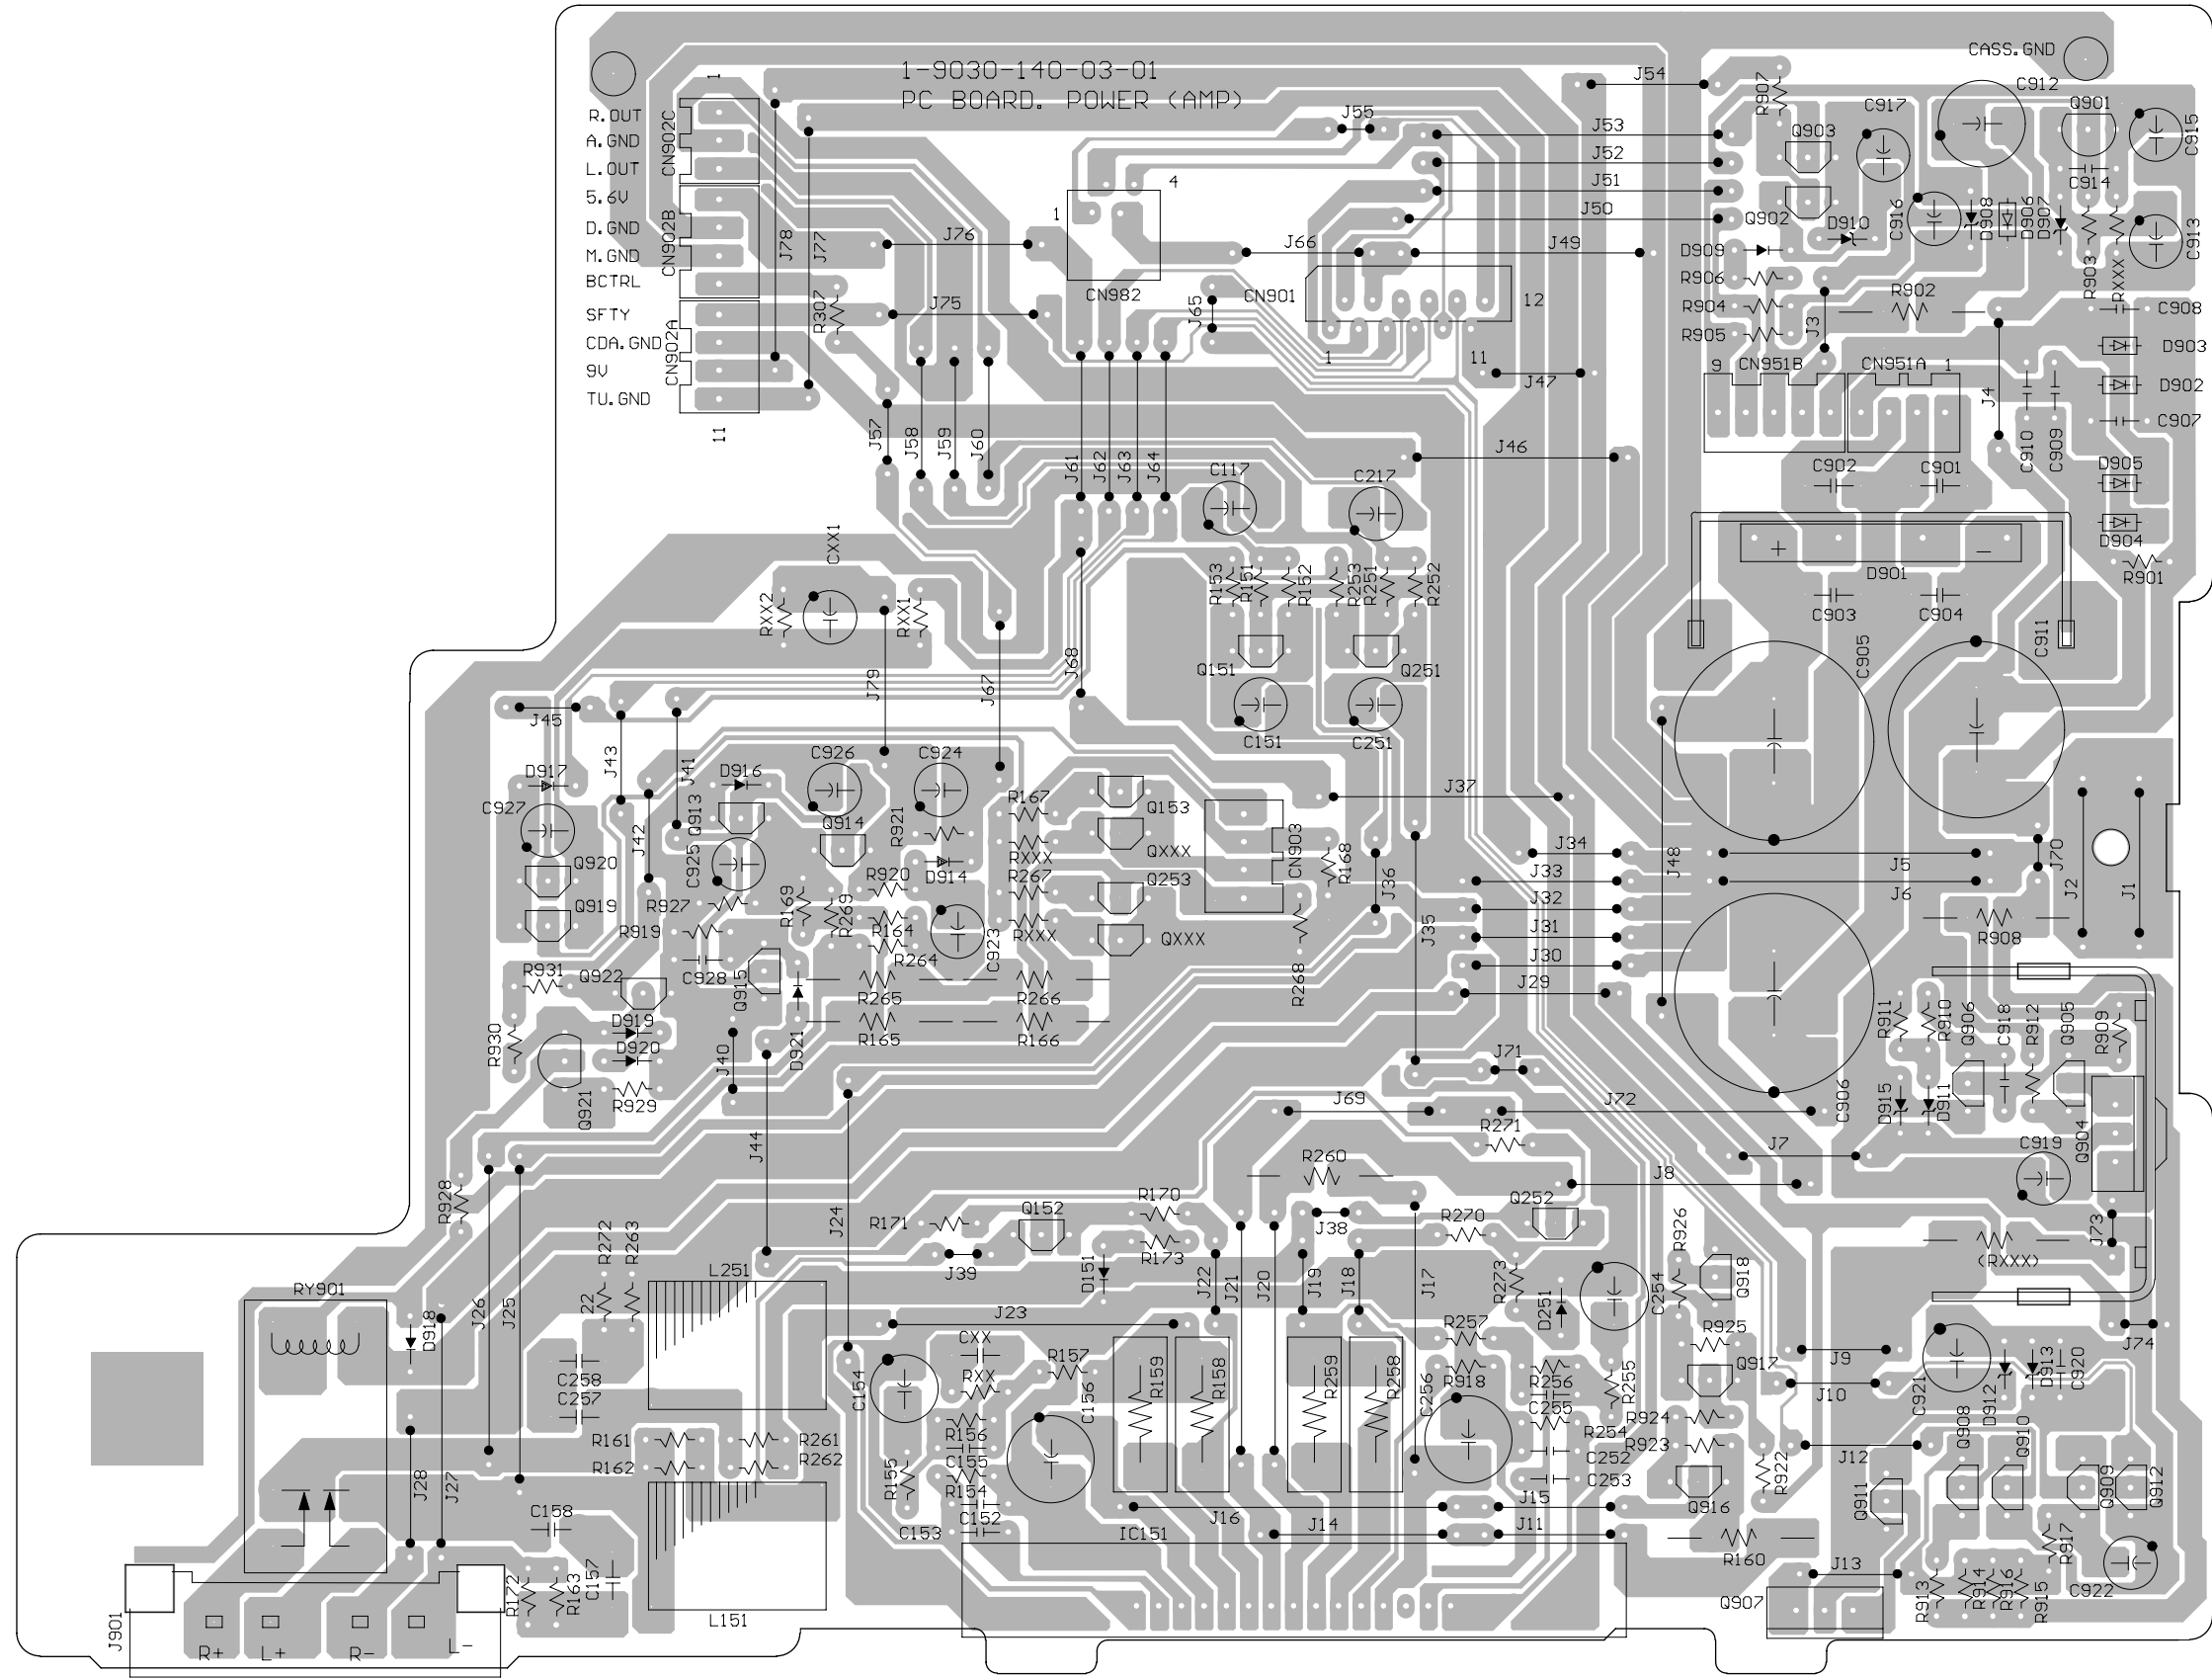 1-9030-140-03-01
PC BOARD. POWER (AMP)
CASS.GND
1
R.OUT
A.GND
L.OUT
5.6V
D.GND
M.GND
BCTRL
SFTY
CDA.GND
9V
TU.GND
11
CN902C
CN902B
CN902A
J78
J77
R307
J76
J75
J55
1
4
CN982
J66
J65
CN901
12
1
11
J54
J53
J52
J51
J50
J49
J47
J46
R907
Q903
C917
C912
Q901
C915
C914
Q902
D910
C916
D908
D906
D907
R903
RXXX
C913
D909
R906
R904
R905
J3
R902
C908
D903
D902
C907
J4
C910
C909
9
CN951B
CN951A
1
C902
C901
D905
D904
R901
+
-
D901
C903
C904
C905
C911
J57
J58
J59
J60
J61
J62
J63
J64
C117
C217
R153
R151
R152
R253
R251
R252
Q151
Q251
C151
C251
CXX1
RXX2
RXX1
J79
J67
J68
J45
J43
J41
J42
D917
C927
D916
Q913
C926
C924
Q914
R921
D914
R167
RXXX
R267
RXXX
Q153
QXXX
Q253
QXXX
CN903
R168
R268
J37
J36
J35
J34
J33
J32
J31
J30
J29
J48
J5
J6
J70
J2
J1
R908
Q920
Q919
C925
R927
R919
C928
R169
R269
R920
R164
R264
C923
R931
Q922
Q915
D921
R265
R266
R165
R166
R930
D919
D920
Q921
R929
J40
J44
R911
R910
Q906
C918
R912
Q905
R909
D915
D911
C906
C919
Q904
J71
J69
J72
R271
J7
J8
R928
R272
R263
J24
R171
Q152
R170
R173
J39
D151
R260
J38
R270
Q252
R926
Q918
J73
(RXXX)
RY901
L251
J26
J25
22
D918
J22
J21
J20
J19
J18
J17
R273
D251
C254
R257
R925
J23
CXX
RXX
R157
C154
C156
R159
R158
R259
R258
C256
R918
R256
C255
R255
R254
Q917
J9
J10
C921
D912
D913
C920
J74
C258
C257
R161
R162
R261
R262
R156
C155
R154
R155
C152
C153
C252
C253
R924
R923
R922
Q916
J12
Q908
Q910
Q911
Q909
Q912
J28
J27
C158
C157
J16
J15
J14
J11
IC151
R160
J13
R917
R172
R163
L151
Q907
R913
R914
R916
R915
C922
J901
R+
L+
R-
L-